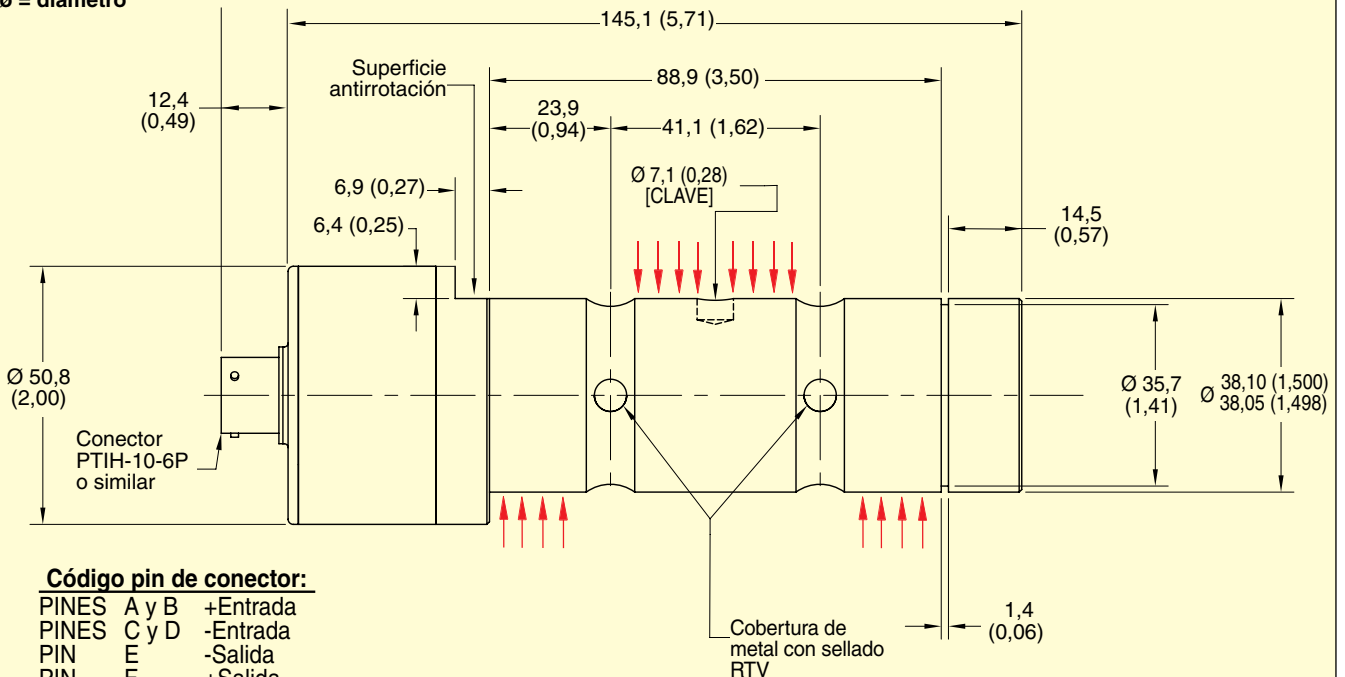 ø = diámetro
145,1 (5,71)
Superficie
antirrotación
88,9 (3,50)
12,4
(0,49)
23,9
(0,94)
41,1 (1,62)
6,9 (0,27)
Ø 7,1 (0,28)
[CLAVE]
6,4 (0,25)
14,5
(0,57)
Ø 50,8
(2,00)
Ø 35,7
(1,41)
Ø 38,10 (1,500)
38,05 (1,498)
Conector
PTIH-10-6P
o similar
Código pin de conector:
PINES A y B +Entrada
PINES C y D -Entrada
PIN E -Salida
PIN F +Salida
Cobertura de
metal con sellado
RTV
1,4
(0,06)